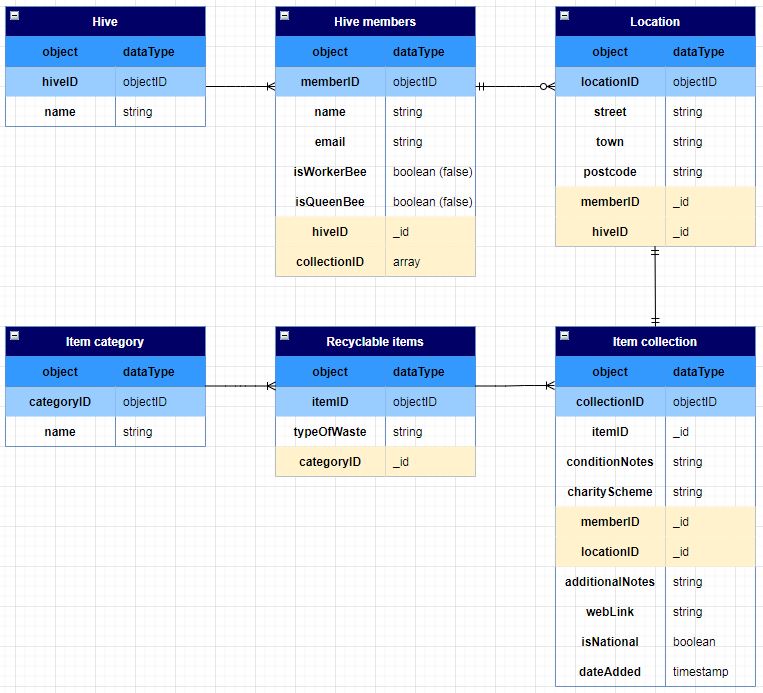 Hive
object dataType
hiveID objectID
name string
Hive members
object dataType
memberID objectID
name string
email string
isWorkerBee boolean (false)
isQueenBee boolean (false)
hiveID _id
collectionID array
Location
object dataType
locationID objectID
street string
town string
postcode string
memberID _id
hiveID _id
Item category
object dataType
categoryID objectID
name string
Recyclable items
object dataType
itemID objectID
typeOfWaste string
categoryID _id
Item collection
object dataType
collectionID objectID
itemID _id
conditionNotes string
charityScheme string
memberID _id
locationID _id
additionalNotes string
webLink string
isNational boolean
dateAdded timestamp